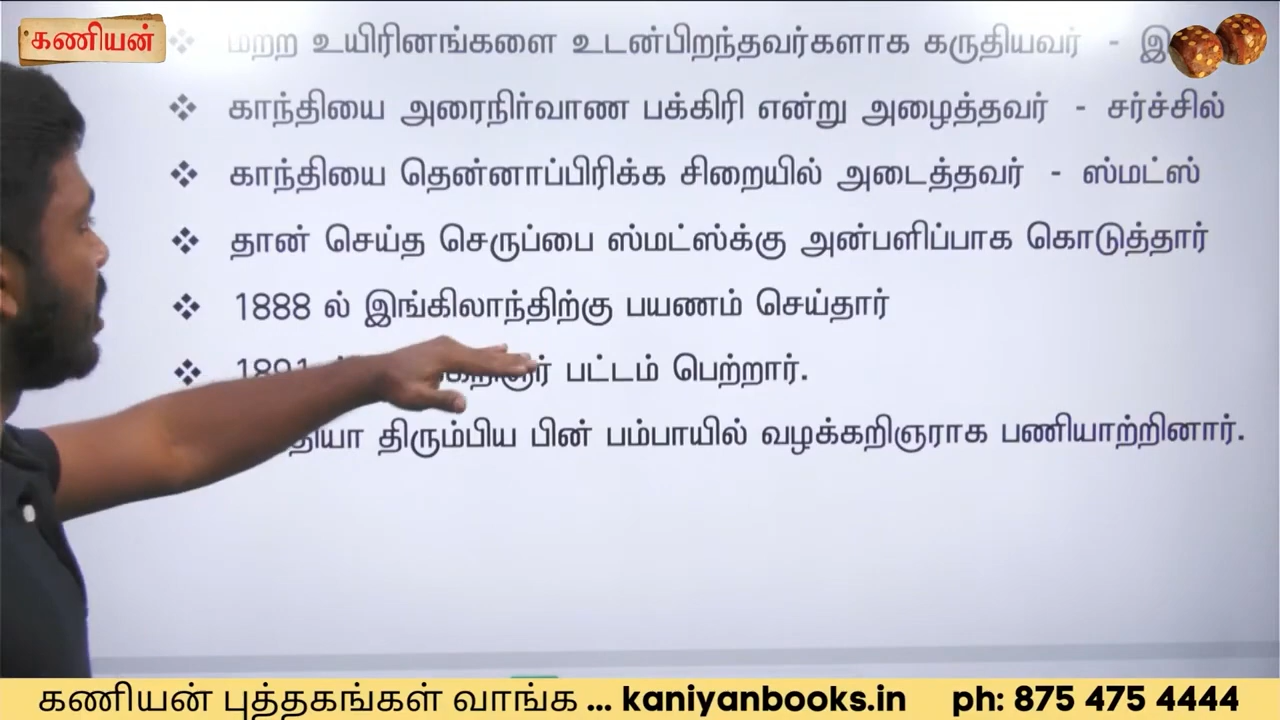 கணியன்
மற்ற உயிரினங்களை உடன்பிறந்தவர்களாக கருதியவர் -
❖ காந்தியை அரைநிர்வாண பக்கிரி என்று அழைத்தவர் - சர்ச்சில்
❖ காந்தியை தென்னாப்பிரிக்க சிறையில் அடைத்தவர் - ஸ்மட்ஸ்
❖ தான் செய்த செருப்பை ஸ்மட்ஸ்க்கு அன்பளிப்பாக கொடுத்தார்
❖ 1888 ல் இங்கிலாந்திற்கு பயணம் செய்தார்
❖ 1891 பட்டம் பெற்றார்.
திரும்பிய பின் பம்பாயில் வழக்கறிஞராக பணியாற்றினார்.
கணியன் புத்தகங்கள் வாங்க ... kaniyanbooks.in ph: 875 475 4444